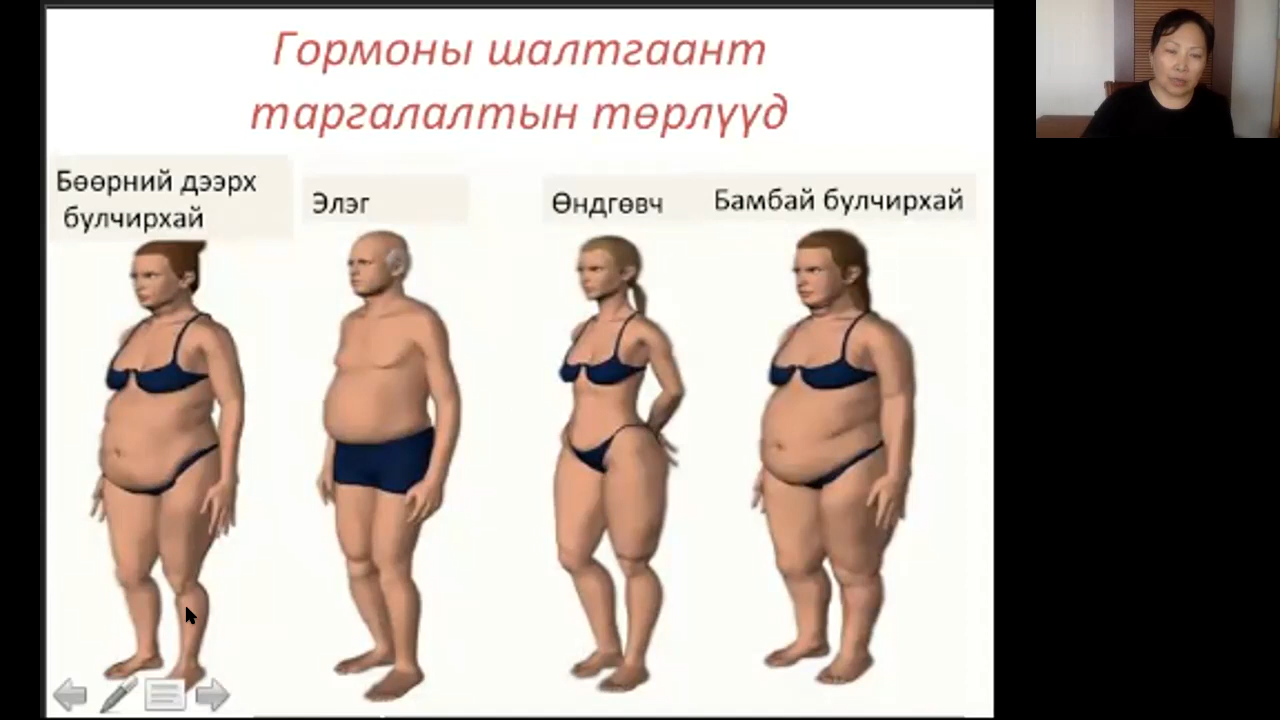 Гормоны шалтгаант
таргалалтын төрлүүд
Бөөрний дээрх
булчирхай
Элэг
Өндгөвч
Бамбай булчирхай